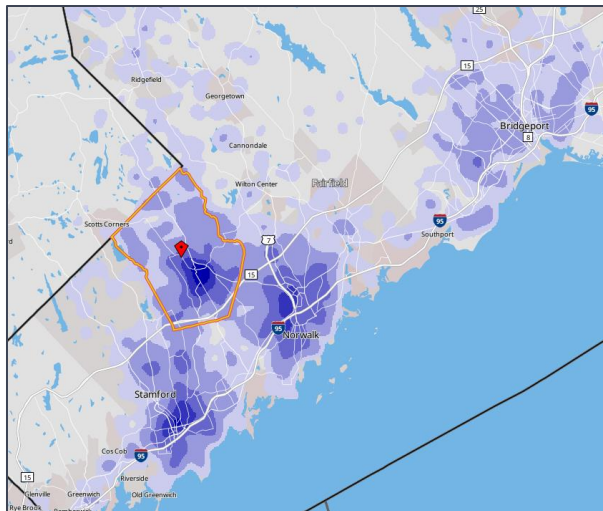 25
15
Ridgefield
Georgetown
95
Bridgeport
8
Cannondale
Wilton Center
Fairfield
Scotts Corners
95
Southport
7
15
95
Norwalk
Stamford
Cos Cob
95
15
Riverside
Glenville
Greenwich
Old Greenwich
Rye Brook